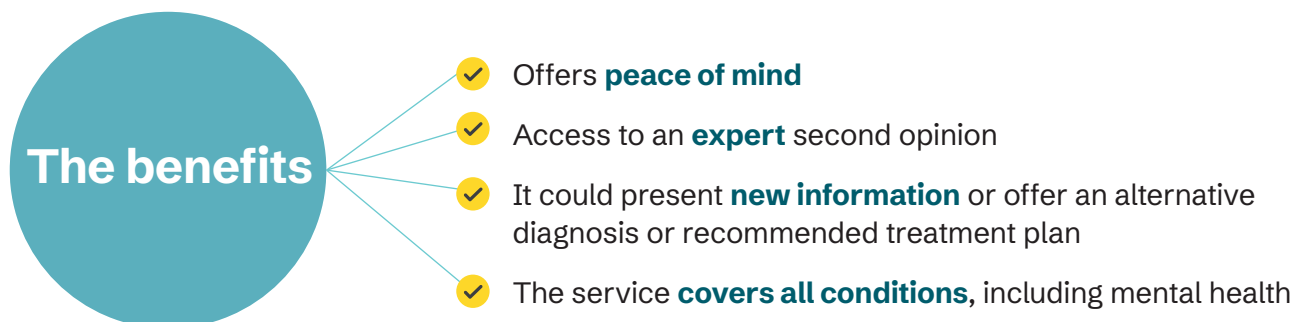 The benefits
Offers peace of mind
Access to an expert second opinion
It could present new information or offer an alternative
diagnosis or recommended treatment plan
The service covers all conditions, including mental health